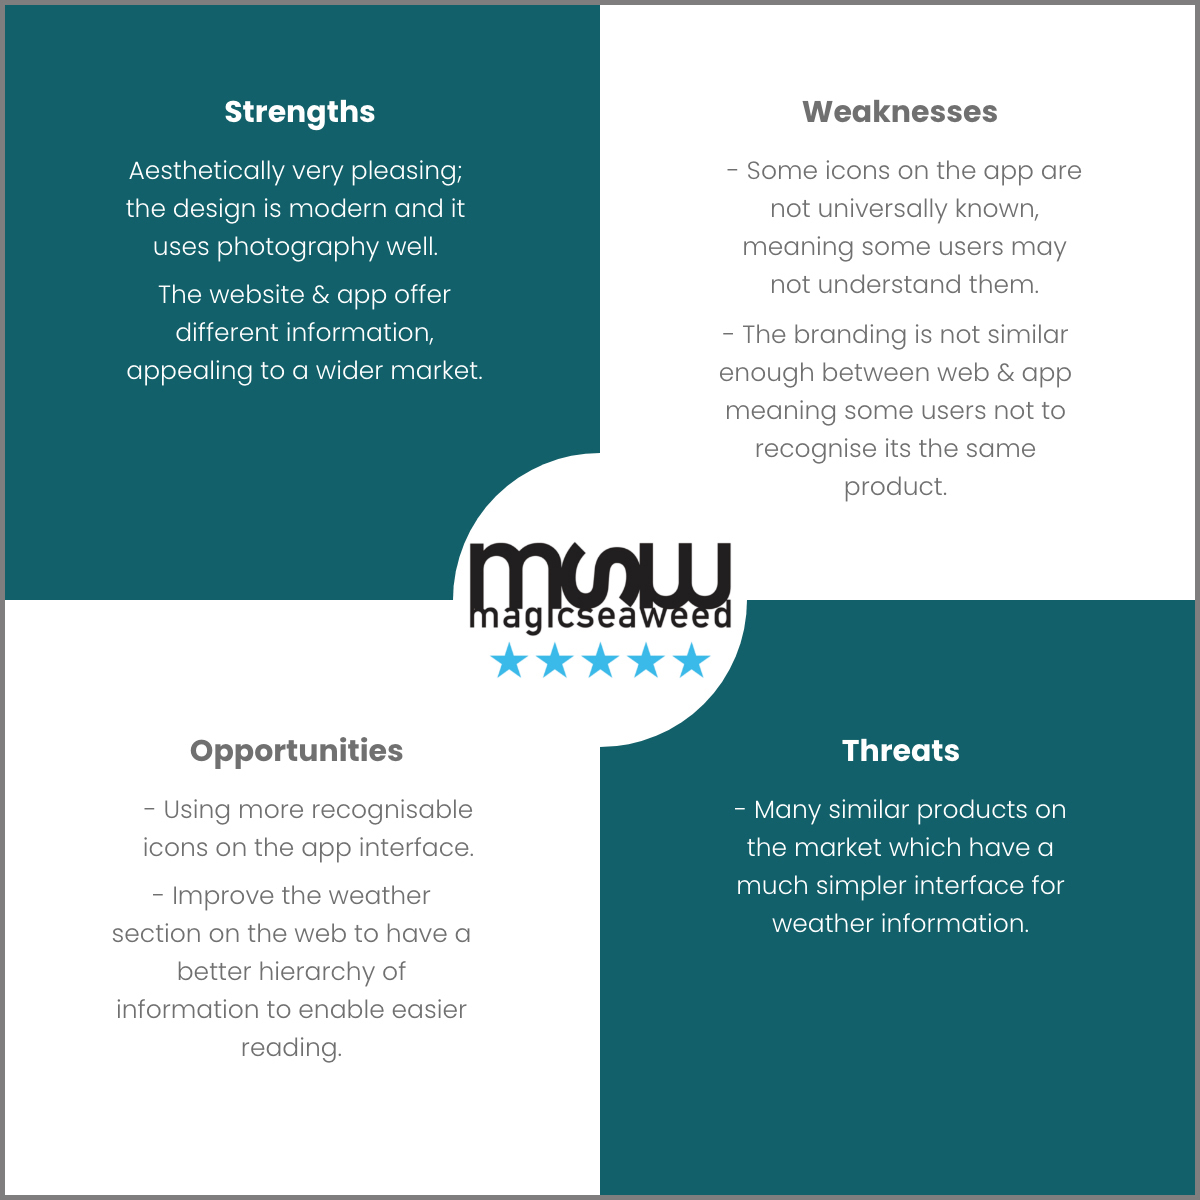 Strengths
Aesthetically very pleasing;
the design is modern and it
uses photography well.
The website & app offer
different information,
appealing to a wider market.
Weaknesses
- Some icons on the app are
not universally known,
meaning some users may
not understand them.
- The branding is not similar
enough between web & app
meaning some users not to
recognise its the same
product.
msw
magicseaweed
Opportunities
- Using more recognisable
icons on the app interface.
- Improve the weather
section on the web to have a
better hierarchy of
information to enable easier
reading.
Threats
- Many similar products on
the market which have a
much simpler interface for
weather information.